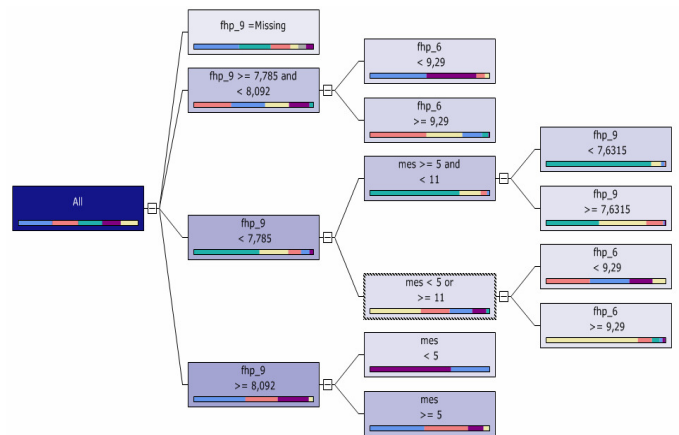 fhp_9 =Missing
fhp_9 >= 7,785 and
< 8,092
fhp_6
< 9,29
fhp_6
>= 9,29
All
fhp_9
< 7,785
mes >= 5 and
< 11
fhp_9
< 7,6315
fhp_9
>= 7,6315
mes < 5 or
>= 11
fhp_6
< 9,29
fhp_6
>= 9,29
fhp_9
>= 8,092
mes
< 5
mes
>= 5